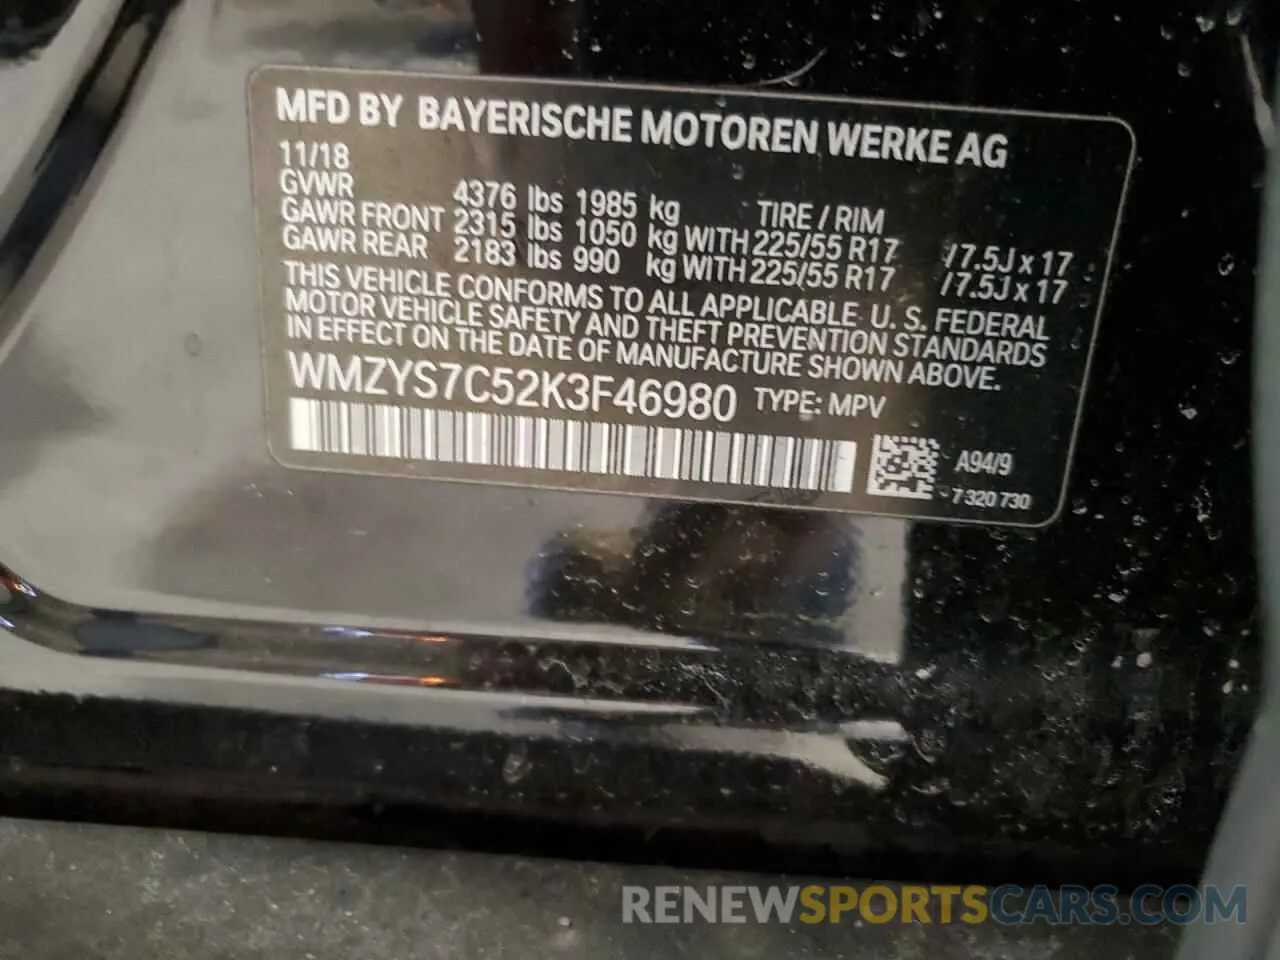 MFD BY BAYERISCHE MOTOREN WERKE AG
11/18
GVWR 4376 lbs 1985 kg TIRE / RIM
GAWR FRONT 2315 lbs 1050 kg WITH 225/55 R17 /7.5J x 17
GAWR REAR 2183 lbs 990 kg WITH 225/55 R17 /7.5J x 17
THIS VEHICLE CONFORMS TO ALL APPLICABLE U. S. FEDERAL
MOTOR VEHICLE SAFETY AND THEFT PREVENTION STANDARDS
IN EFFECT ON THE DATE OF MANUFACTURE SHOWN ABOVE.
WMZYS7C52K3F46980 TYPE: MPV
A94/9
7 320 730
RENEWSPORTSCARS.COM